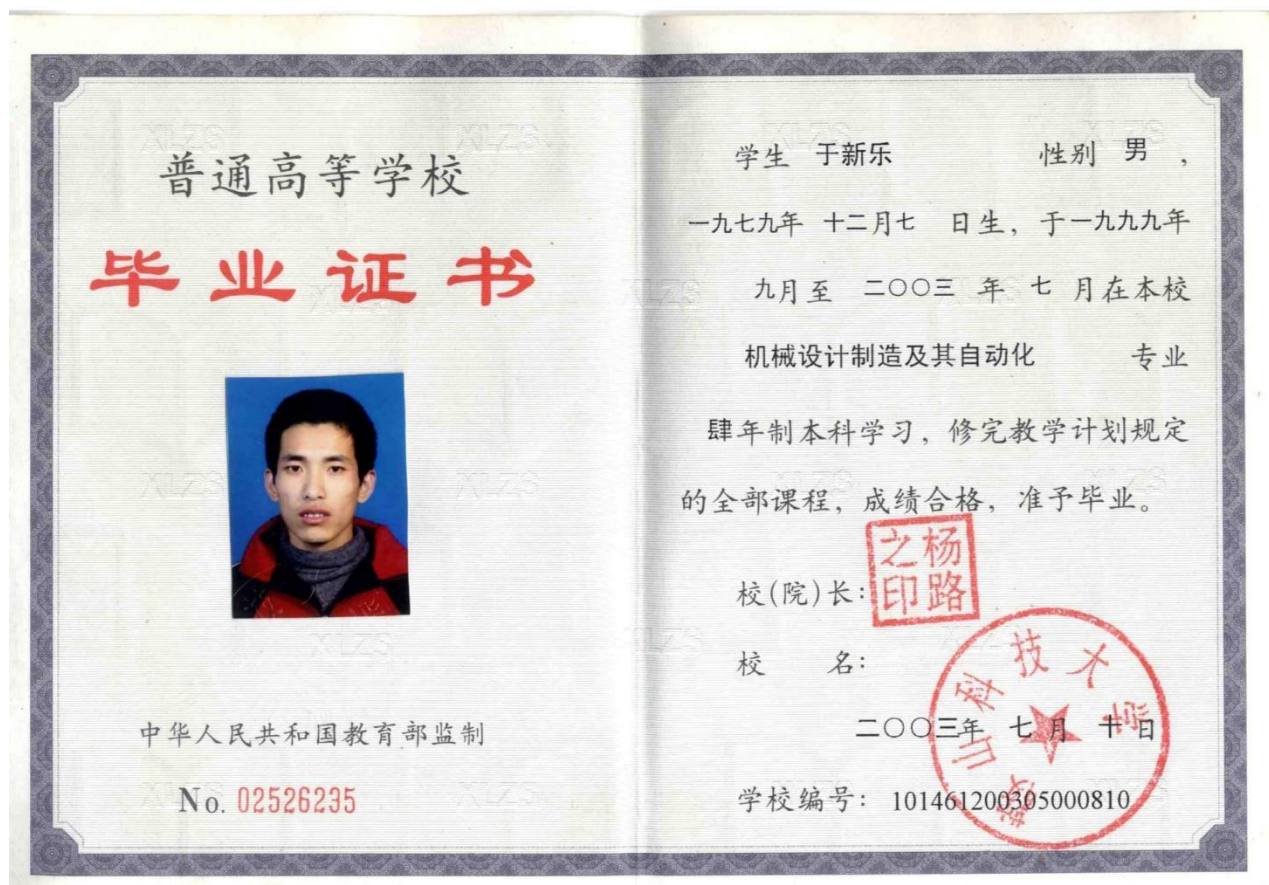 普通高等学校
毕业证书
中华人民共和国教育部监制
No. 02526235
学生 于新乐 性别 男，
一九七九年 十二月七 日生，于一九九九年
九月至 二〇〇三 年 七 月在本校
机械设计制造及其自动化 专业
肆年制本科学习，修完教学计划规定
的全部课程，成绩合格，准予毕业。
校(院)长：
杨路之印
校 名：
鞍山科技大学
二〇〇三年 七 月 十 日
学校编号： 101461200305000810
XLZS